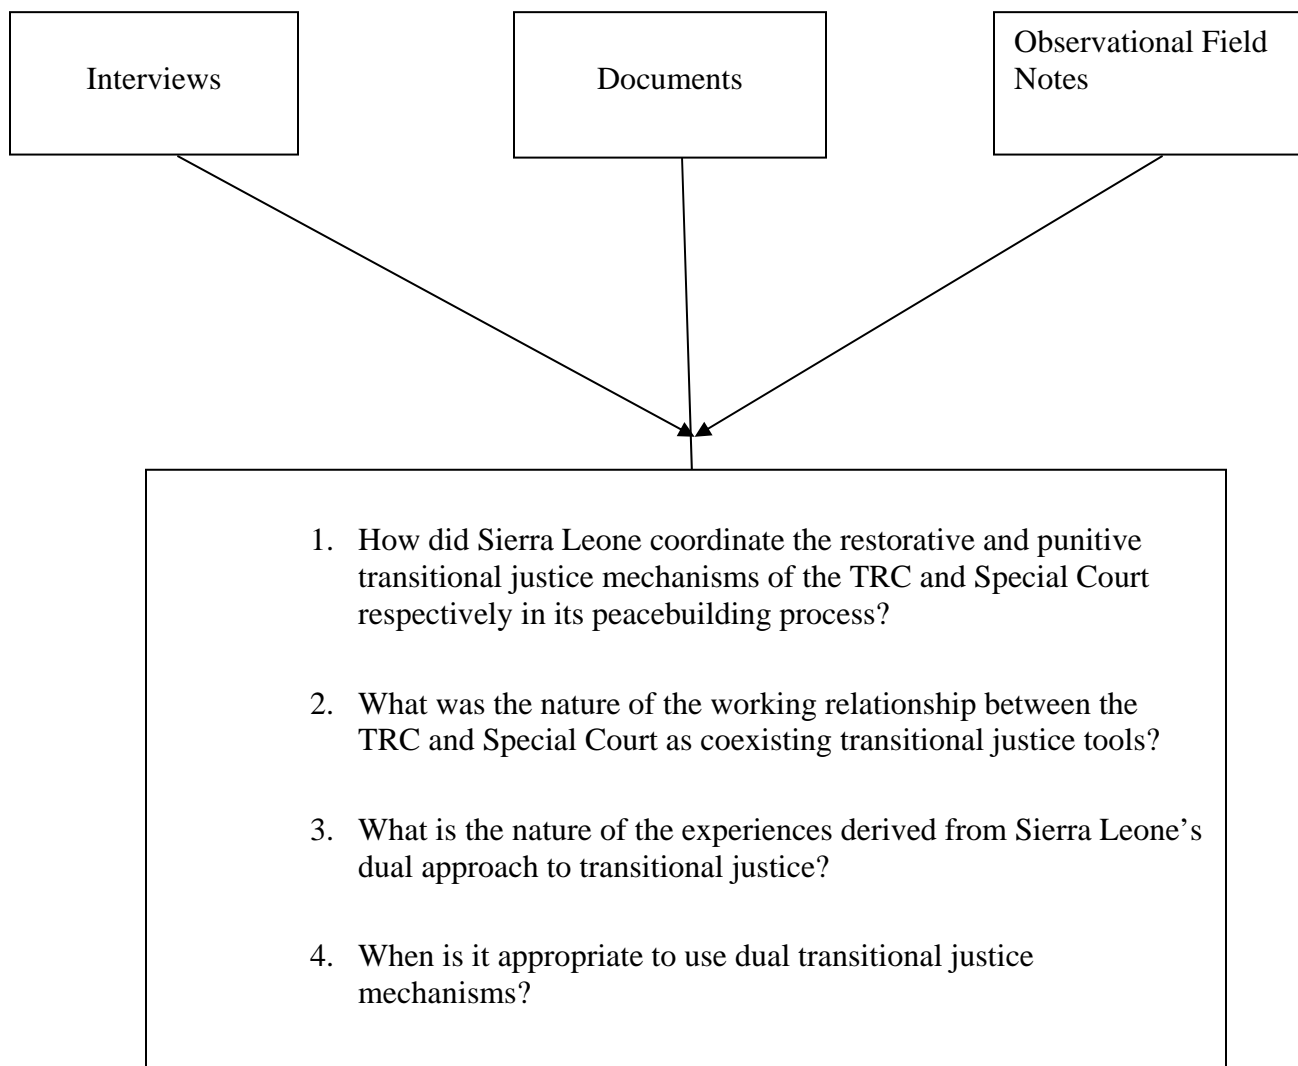 Interviews
Documents
Observational Field
Notes
1. How did Sierra Leone coordinate the restorative and punitive
transitional justice mechanisms of the TRC and Special Court
respectively in its peacebuilding process?
2. What was the nature of the working relationship between the
TRC and Special Court as coexisting transitional justice tools?
3. What is the nature of the experiences derived from Sierra Leone’s
dual approach to transitional justice?
4. When is it appropriate to use dual transitional justice
mechanisms?